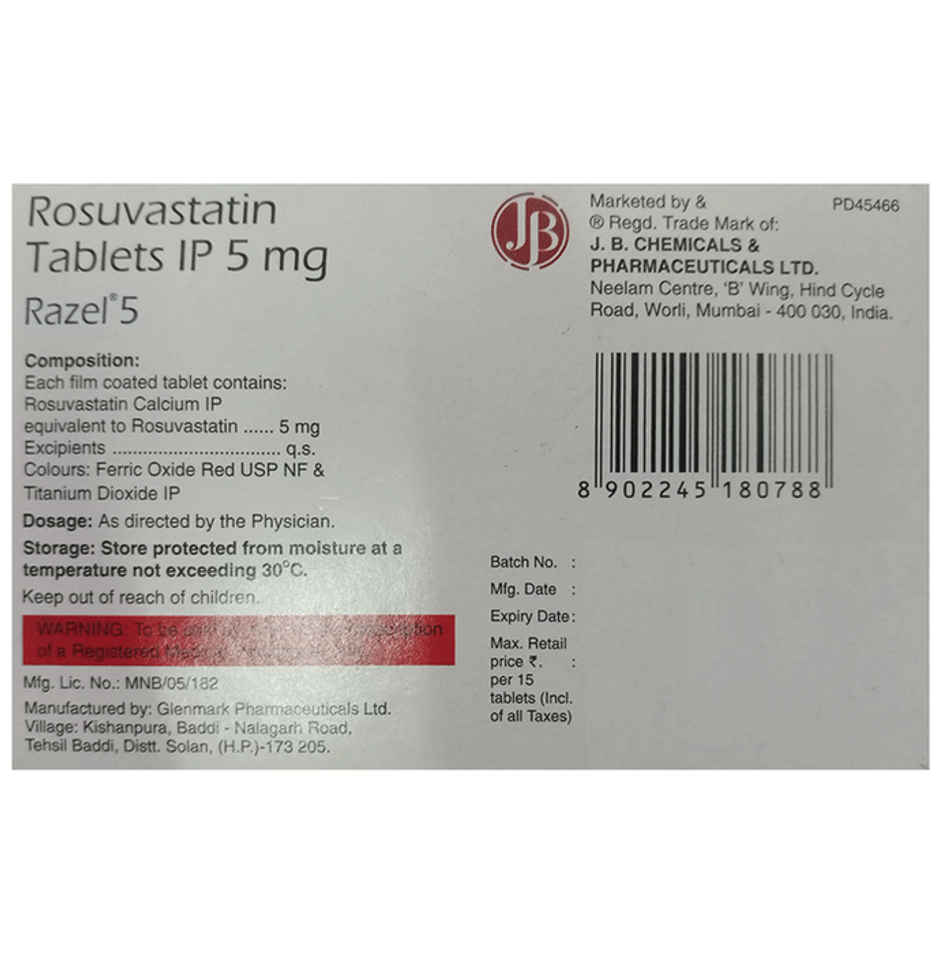 Rosuvastatin
Tablets IP 5 mg
Razel® 5
Composition:
Each film coated tablet contains:
Rosuvastatin Calcium IP
equivalent to Rosuvastatin ...... 5 mg
Excipients .................................. q.s.
Colours: Ferric Oxide Red USP NF &
Titanium Dioxide IP
Dosage: As directed by the Physician.
Storage: Store protected from moisture at a
temperature not exceeding 30°C.
Keep out of reach of children.
WARNING: To be
of a Registered
Mfg. Lic. No.: MNB/05/182
Manufactured by: Glenmark Pharmaceuticals Ltd.
Village: Kishanpura, Baddi - Nalagarh Road,
Tehsil Baddi, Distt. Solan, (H.P.)-173 205.
JB
Marketed by &
® Regd. Trade Mark of:
J. B. CHEMICALS &
PHARMACEUTICALS LTD.
Neelam Centre, 'B' Wing, Hind Cycle
Road, Worli, Mumbai - 400 030, India.
PD45466
8 902245 180788
Batch No. :
Mfg. Date :
Expiry Date :
Max. Retail
price ₹. :
per 15
tablets (Incl.
of all Taxes)